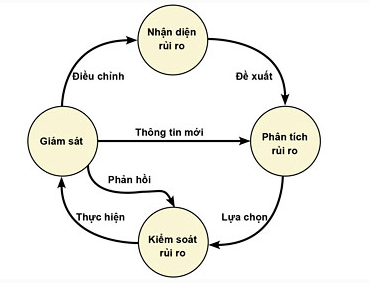 Nhận diện
rủi ro
Điều chỉnh
Đề xuất
Giám sát
Thông tin mới
Phân tích
rủi ro
Phản hồi
Thực hiện
Lựa chọn
Kiểm soát
rủi ro